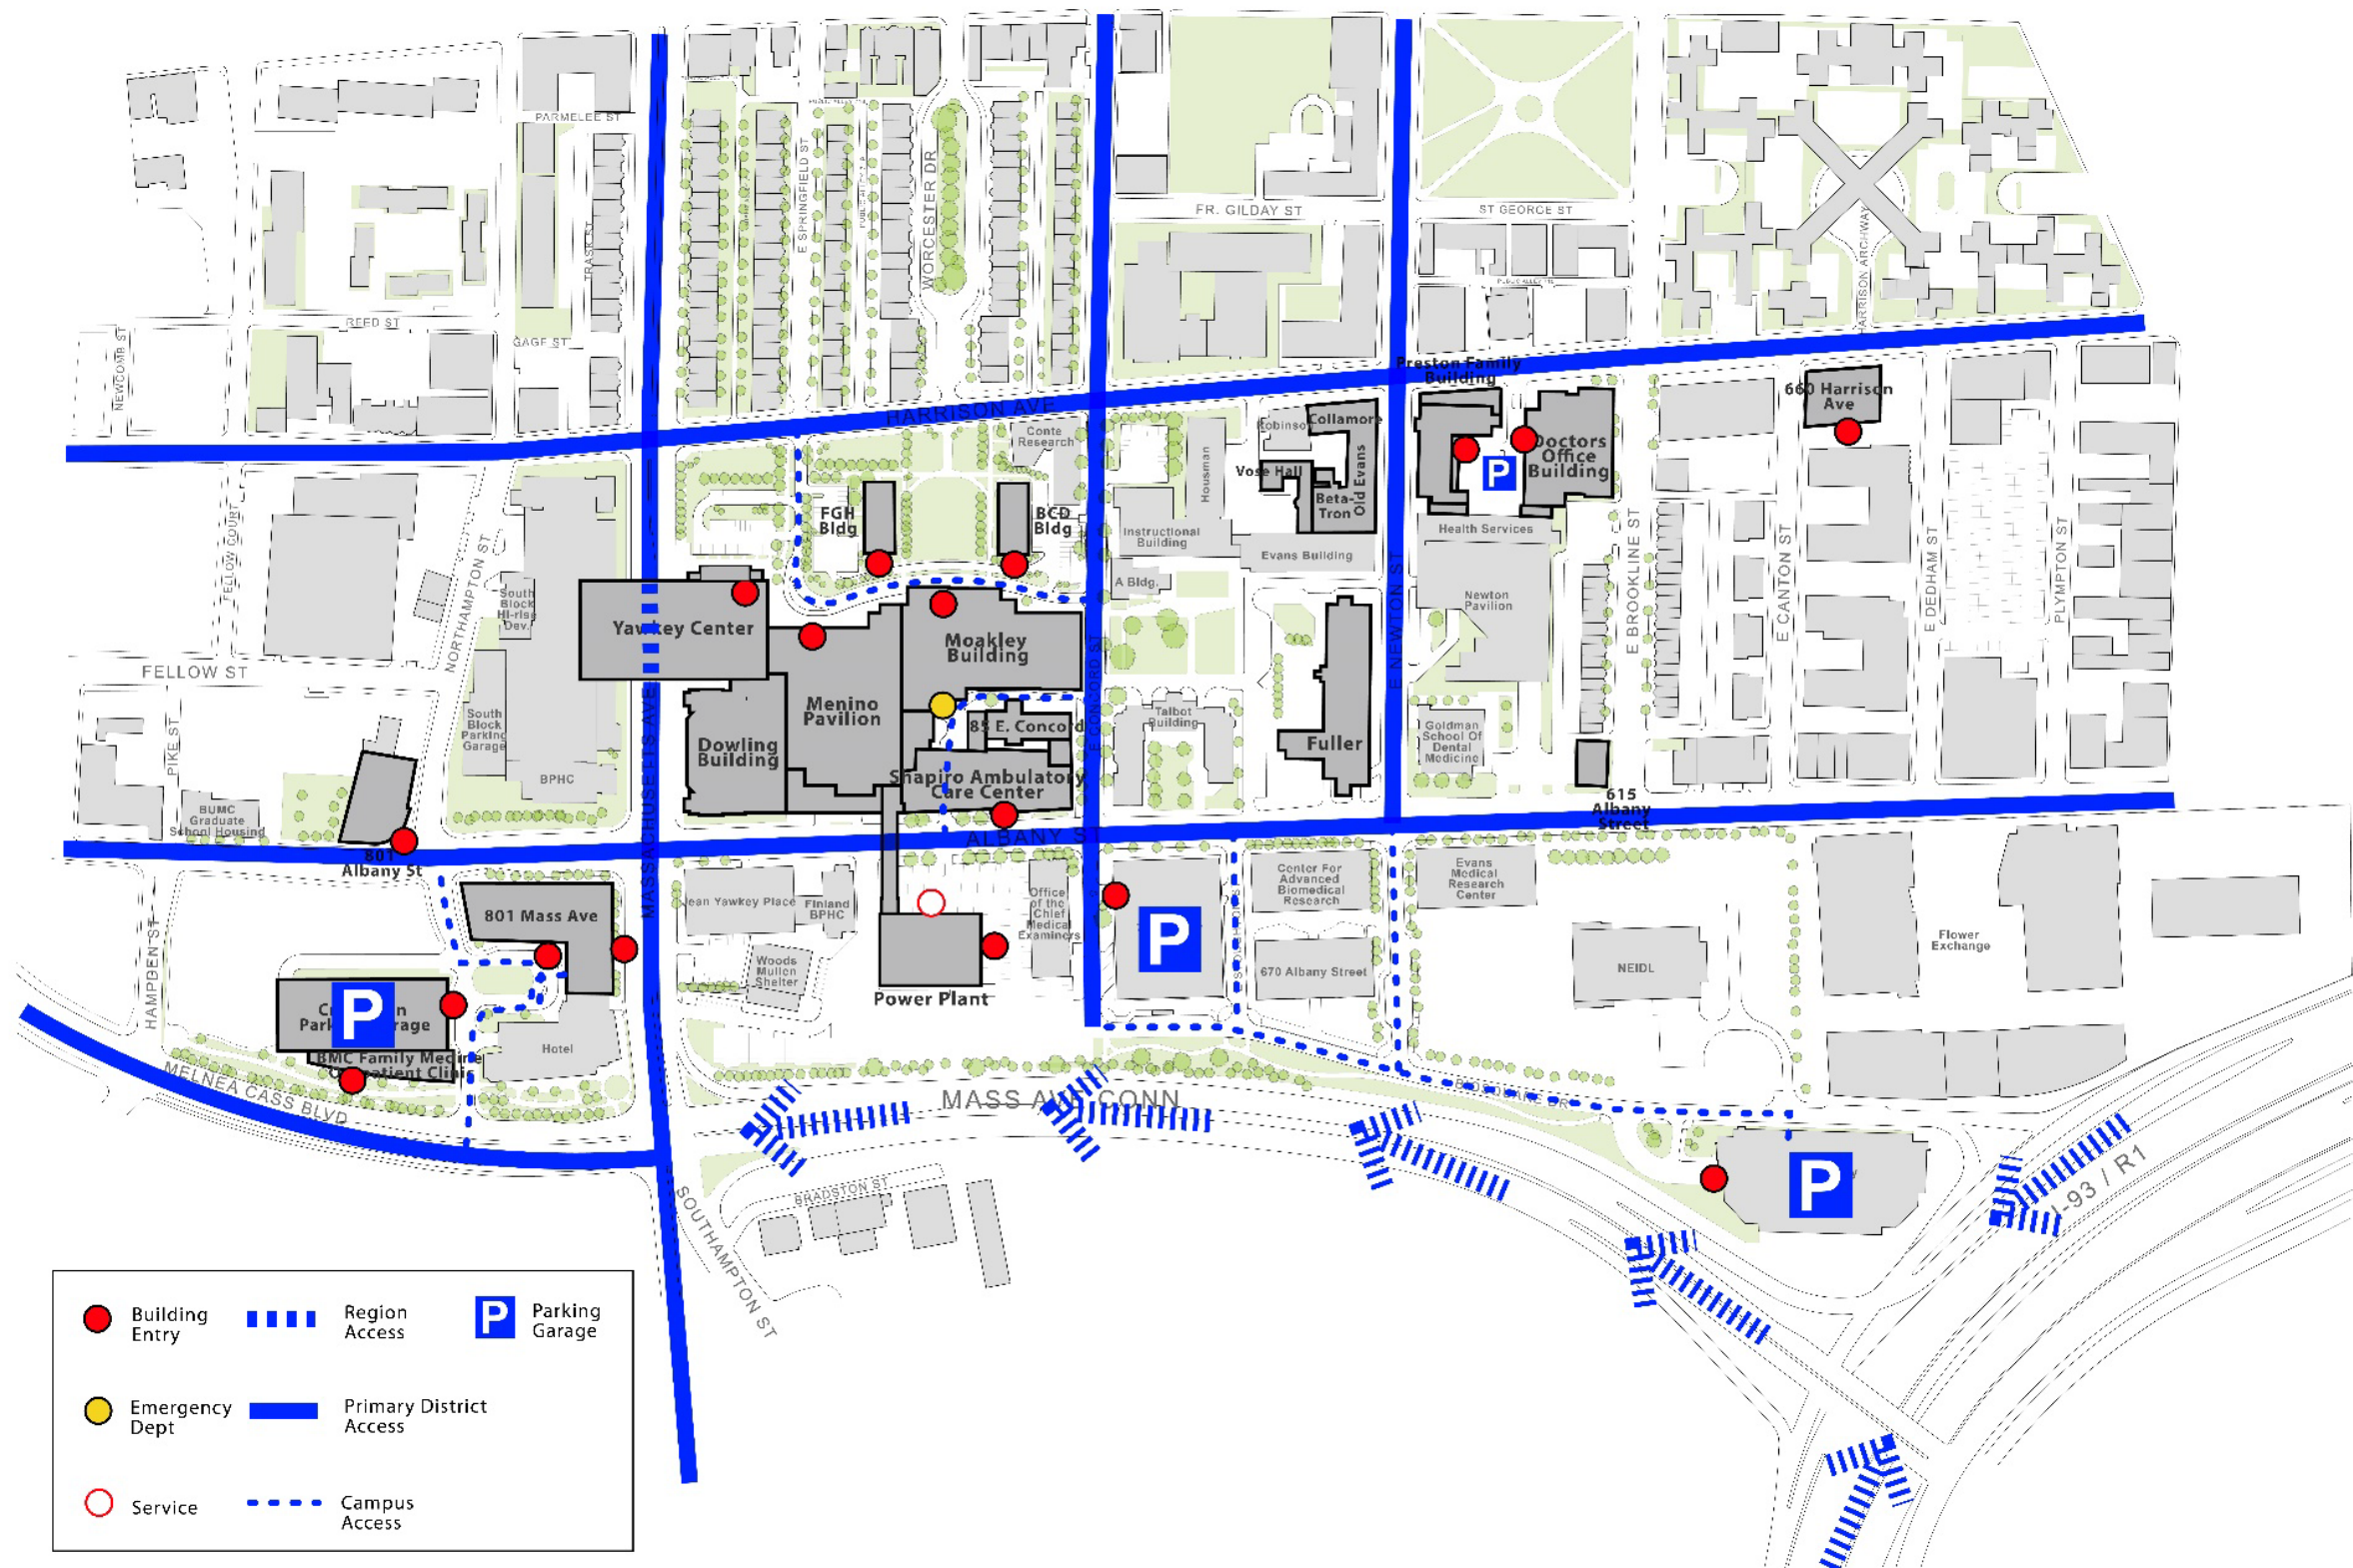 PARMELEE ST
E SPRINGFIELD ST
WORCESTER DR
TRASK ST
FR. GILDAY ST
ST GEORGE ST
HARRISON ARCHWAY
REED ST
GAGE ST
NEWCOMB ST
HARRISON AVE
Preston Family
Building
660 Harrison
Ave
Conte
Research
Robinson
Collamore
Vose Hall
Housman
Old Evans
Beta-
Tron
P
Doctors
Office
Building
FGH
Bldg
BCD
Bldg
Instructional
Building
Evans Building
Health Services
A Bldg.
FELLOW COURT
NORTHAMPTON ST
South
Block
Hi-rise
Dev.
Yawkey Center
Moakley
Building
Newton
Pavilion
E NEWTON ST
E BROOKLINE ST
E CANTON ST
E DEDHAM ST
PLYMPTON ST
FELLOW ST
PIKE ST
South
Block
Parking
Garage
BPHC
MASSACHUSETTS AVE
Menino
Pavilion
Dowling
Building
85 E. Concord
Shapiro Ambulatory
Care Center
E CONCORD ST
Talbot
Building
Fuller
Goldman
School Of
Dental
Medicine
615
Albany
Street
BUMC
Graduate
School Housing
ALBANY ST
801
Albany St
801 Mass Ave
Jean Yawkey Place
Finland
BPHC
Woods
Mullen
Shelter
Power Plant
Office
of the
Chief
Medical
Examiners
P
Center For
Advanced
Biomedical
Research
670 Albany Street
Evans
Medical
Research
Center
NEIDL
Flower
Exchange
HAMPDEN ST
P
BMC Family Medcine
Outpatient Clinic
Hotel
MELNEA CASS BLVD
MASS AVE CONN
BIOSQUARE DR
P
I-93 / R1
BRADSTON ST
SOUTHAMPTON ST
Building
Entry
Region
Access
P
Parking
Garage
Emergency
Dept
Primary District
Access
Service
Campus
Access